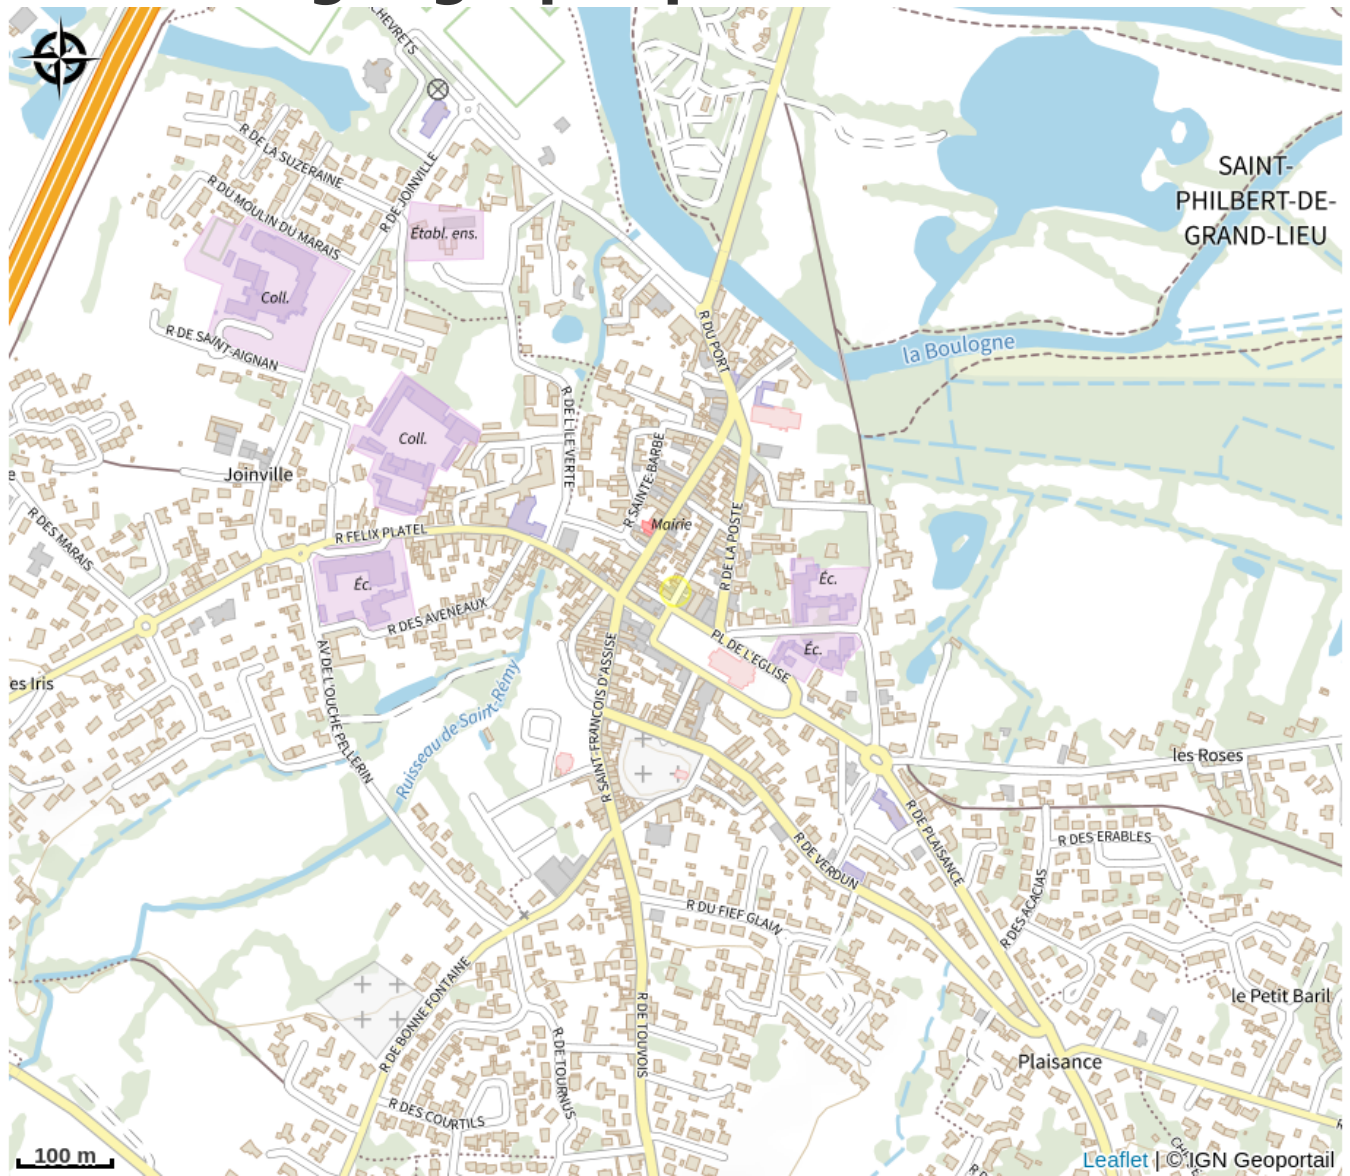 CHEVRETS
R DE LA SUZERAINE
R DU MOULIN DU MARAIS
R DE JOINVILLE
Établ. ens.
Coll.
R DE SAINT-AIGNAN
SAINT-
PHILBERT-DE-
GRAND-LIEU
R DU PORT
la Boulogne
R DE L'ILE VERTE
Coll.
Joinville
R SAINTE-BARBE
Mairie
R DE LA POSTE
R DES MARAIS
R FELIX PLATEL
Éc.
R DES AVENEAUX
Éc.
Éc.
PL DE L'EGLISE
es Iris
AV DE L'OUCHE PELLERIN
Ruisseau de Saint-Rémy
R SAINT-FRANCOIS D'ASSISE
les Roses
R DE PLAISANCE
R DES ERABLES
R DE VERDUN
R DES ACACIAS
R DU FIEF GLAIN
R DE BONNE FONTAINE
le Petit Baril
R DE TOUVOIS
R DE TOURNUS
Plaisance
R DES COURTILS
100 m
Leaflet | © IGN Geoportail